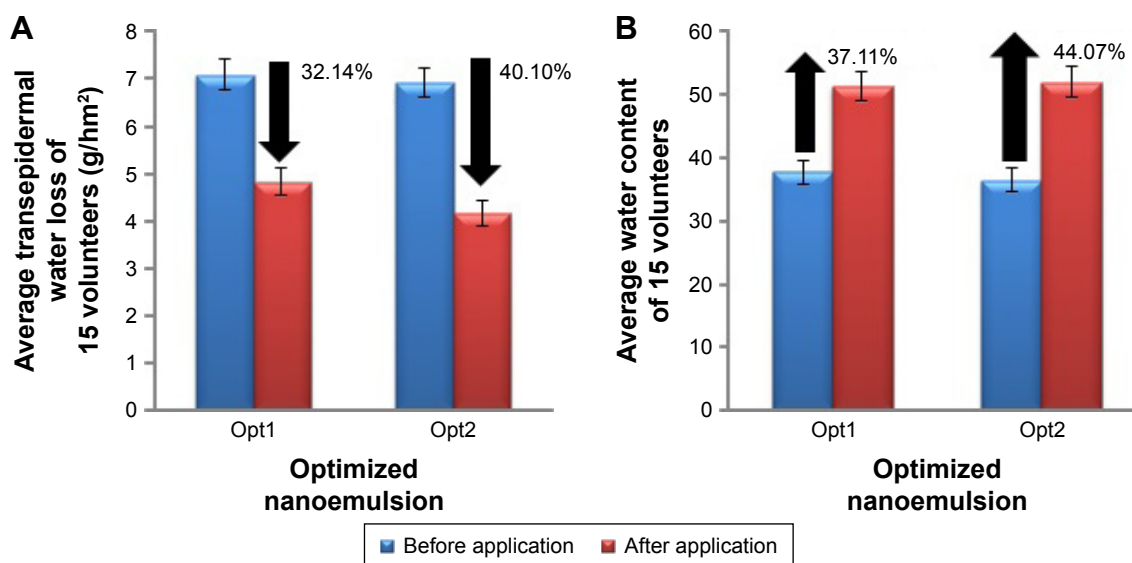 A
Average transepidermal
water loss of
15 volunteers (g/hm²)
8
7
6
5
4
3
2
1
0
32.14%
40.10%
Opt1
Opt2
Optimized
nanoemulsion
B
Average water content
of 15 volunteers
60
50
40
30
20
10
0
37.11%
44.07%
Opt1
Opt2
Optimized
nanoemulsion
Before application
After application